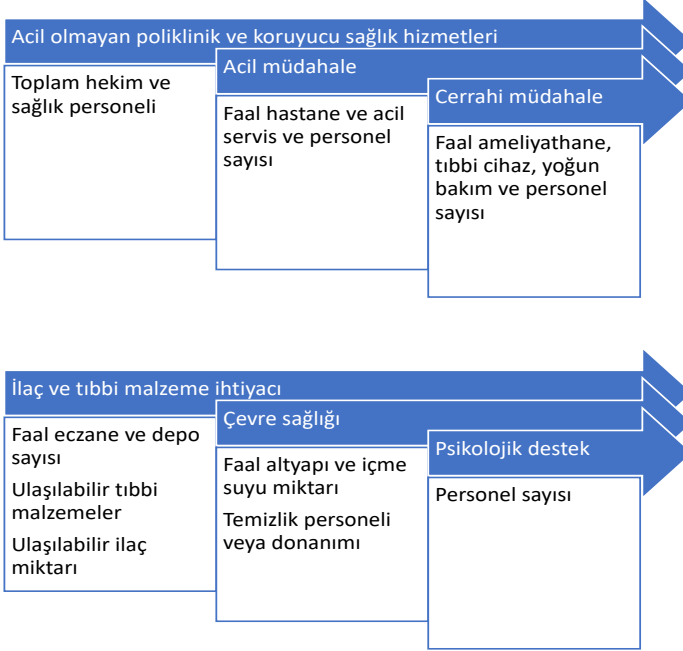 Acil olmayan poliklinik ve koruyucu sağlık hizmetleri
Toplam hekim ve
sağlık personeli
Acil müdahale
Faal hastane ve acil
servis ve personel
sayısı
Cerrahi müdahale
Faal ameliyathane,
tıbbi cihaz, yoğun
bakım ve personel
sayısı
İlaç ve tıbbi malzeme ihtiyacı
Faal eczane ve depo
sayısı
Ulaşılabilir tıbbi
malzemeler
Ulaşılabilir ilaç
miktarı
Çevre sağlığı
Faal altyapı ve içme
suyu miktarı
Temizlik personeli
veya donanımı
Psikolojik destek
Personel sayısı